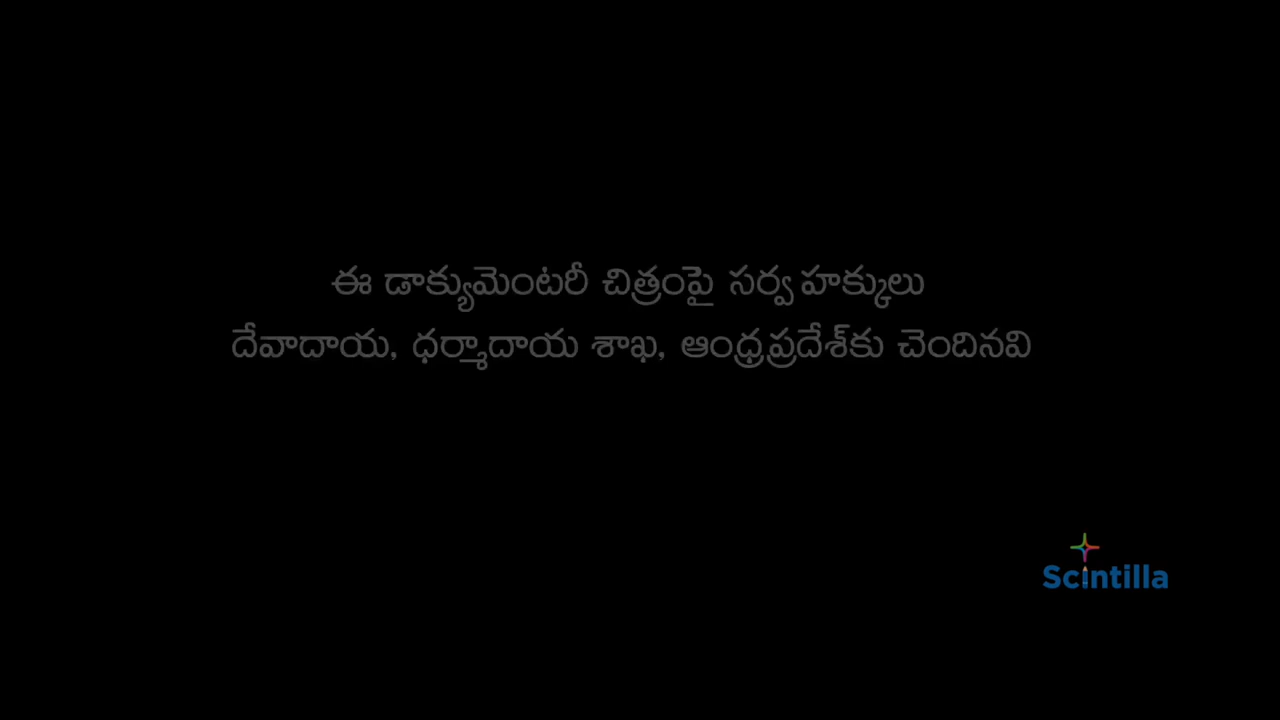 ఈ డాక్యుమెంటరీ చిత్రంపై సర్వ హక్కులు
దేవాదాయ, ధర్మాదాయ శాఖ, ఆంధ్రప్రదేశ్‌కు చెందినవి
Scintilla